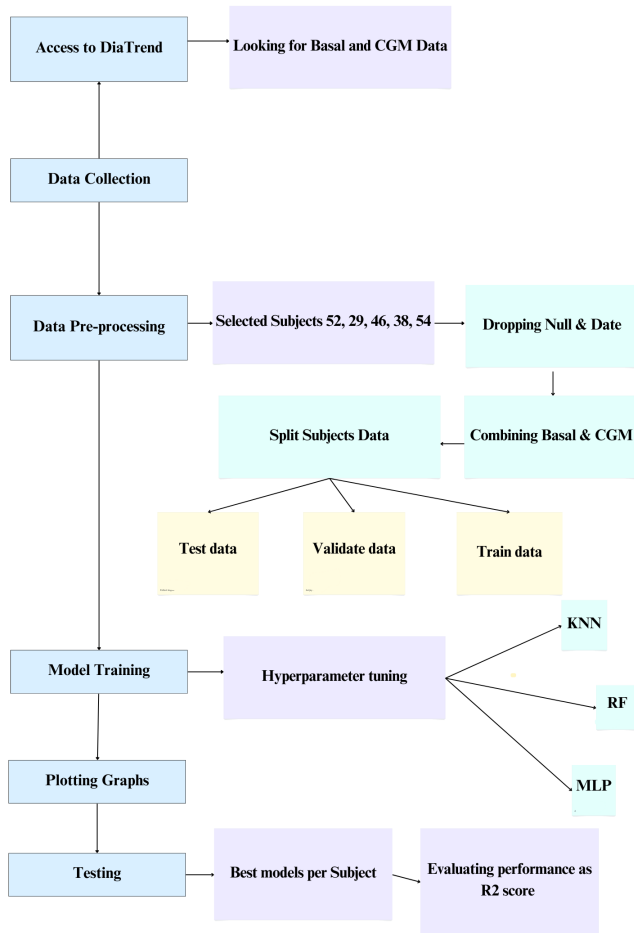 Access to DiaTrend
Looking for Basal and CGM Data
Data Collection
Data Pre-processing
Selected Subjects 52, 29, 46, 38, 54
Dropping Null & Date
Split Subjects Data
Combining Basal & CGM
Test data
Validate data
Train data
KNN
Model Training
Hyperparameter tuning
RF
Plotting Graphs
MLP
Testing
Best models per Subject
Evaluating performance as
R2 score